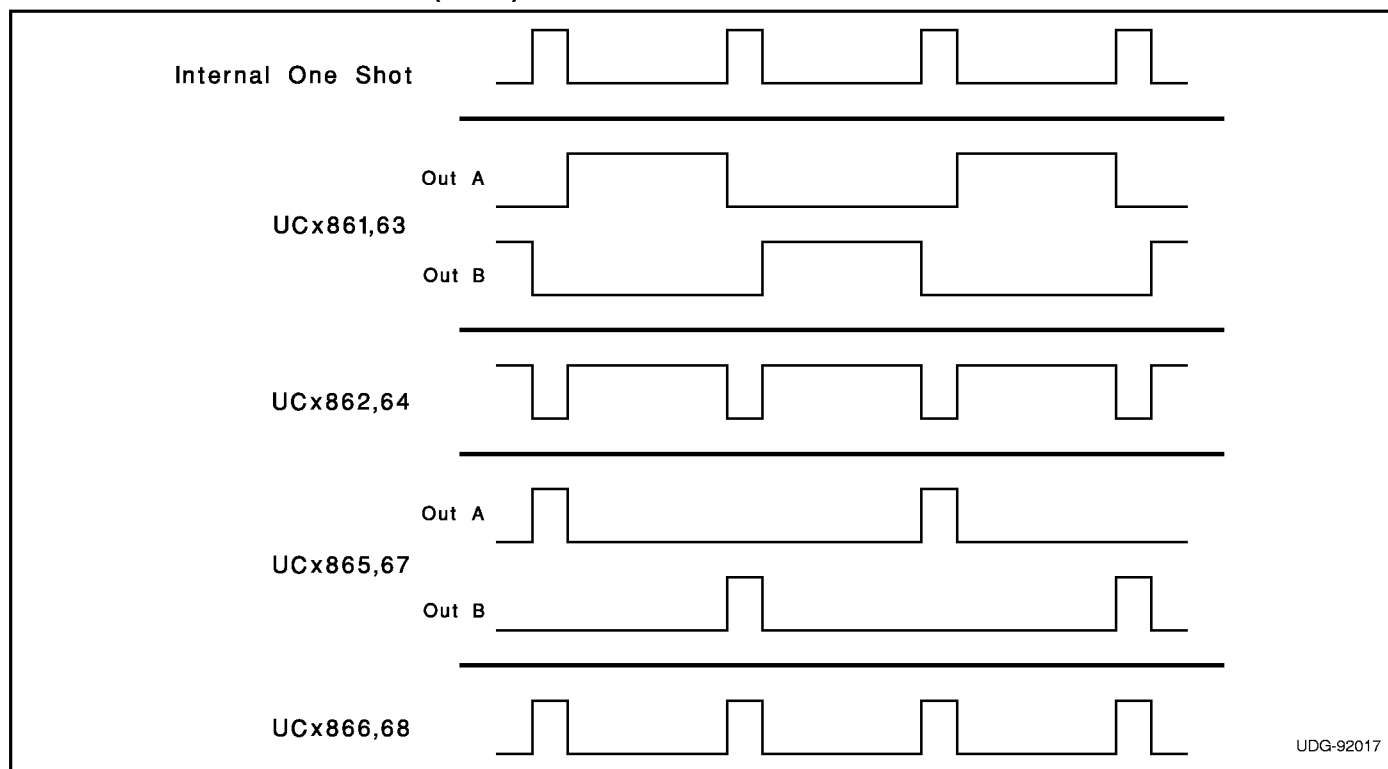 Internal One Shot
Out A
UCx861,63
Out B
UCx862,64
Out A
UCx865,67
Out B
UCx866,68
UDG-92017